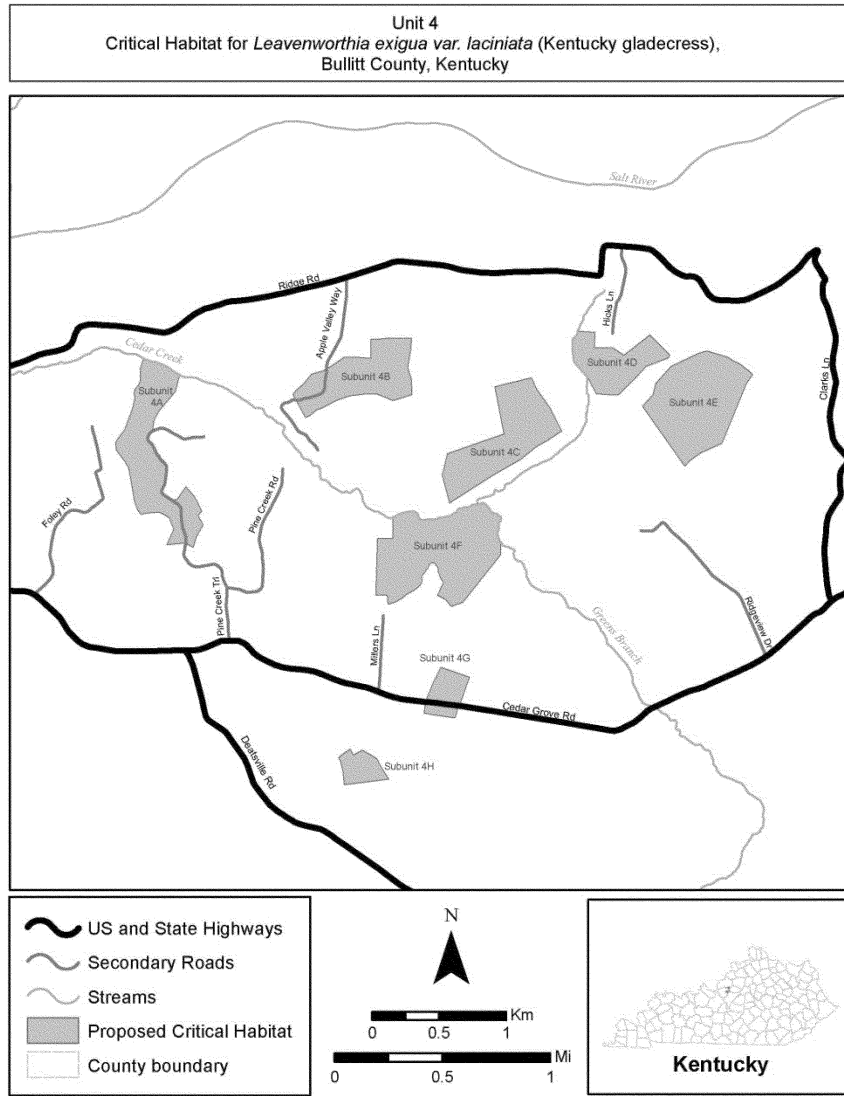 Unit 4
Critical Habitat for Leavenworthia exigua var. laciniata (Kentucky gladecress),
Bullitt County, Kentucky
Salt River
Ridge Rd
Hicks Ln
Apple Valley Way
Cedar Creek
Clarks Ln
Subunit 4D
Subunit 4B
Subunit
4A
Subunit 4E
Subunit 4C
Pine Creek Rd
Foley Rd
Subunit 4F
Pine Creek Trl
Ridgeview Dr
Greens Branch
Millers Ln
Subunit 4G
Cedar Grove Rd
Deatsville Rd
Subunit 4H
US and State Highways
Secondary Roads
Streams
Proposed Critical Habitat
County boundary
N
Km
0 0.5 1
Mi
0 0.5 1
Kentucky